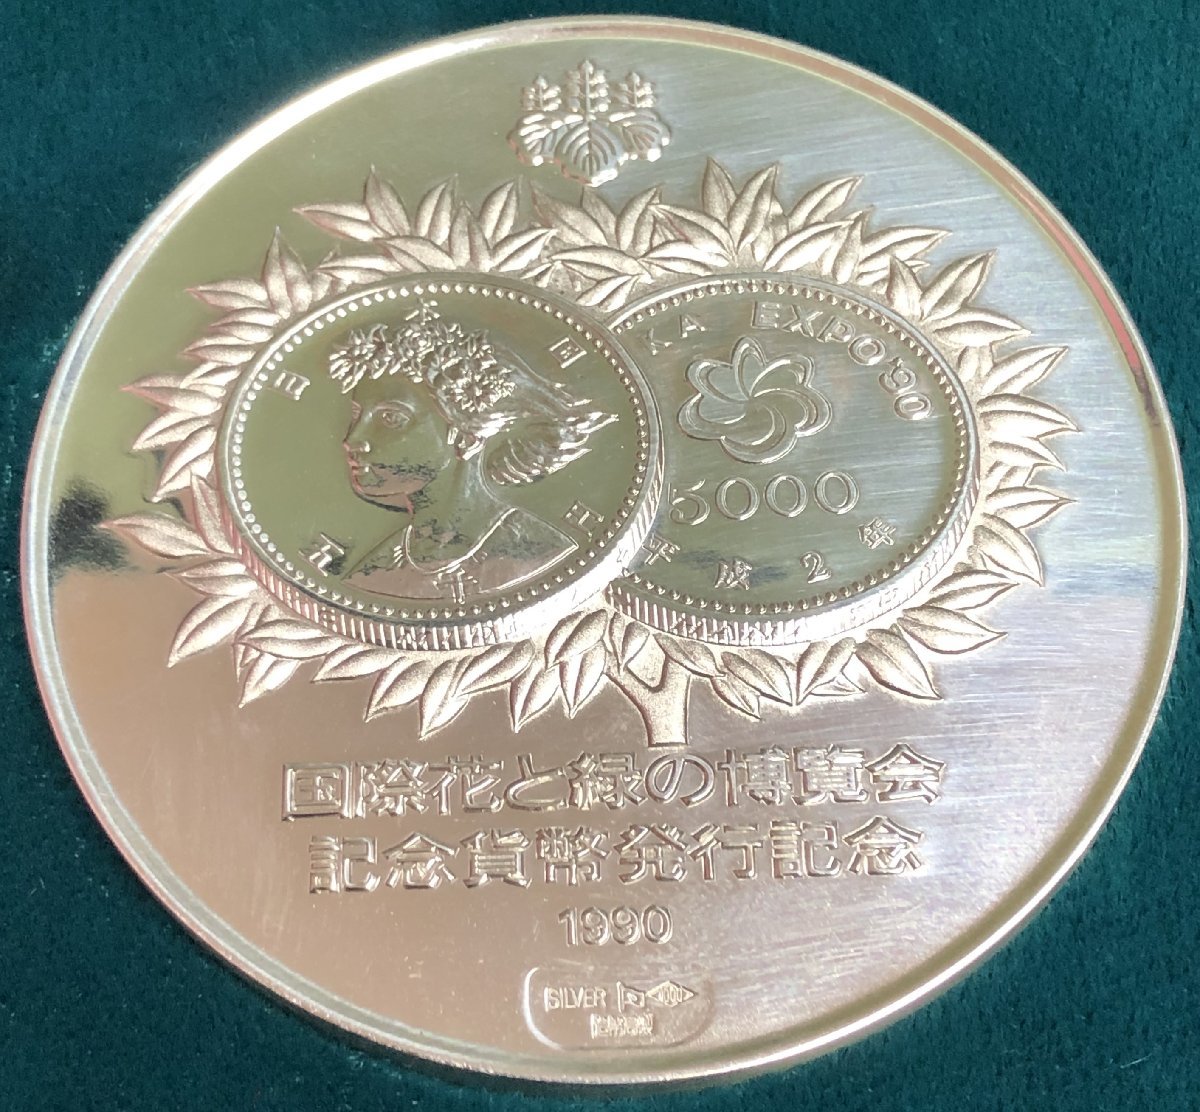 日本国
五千円
KA EXPO'90
5000
平成2年
国際花と緑の博覧会
記念貨幣発行記念
1990
SILVER 1000